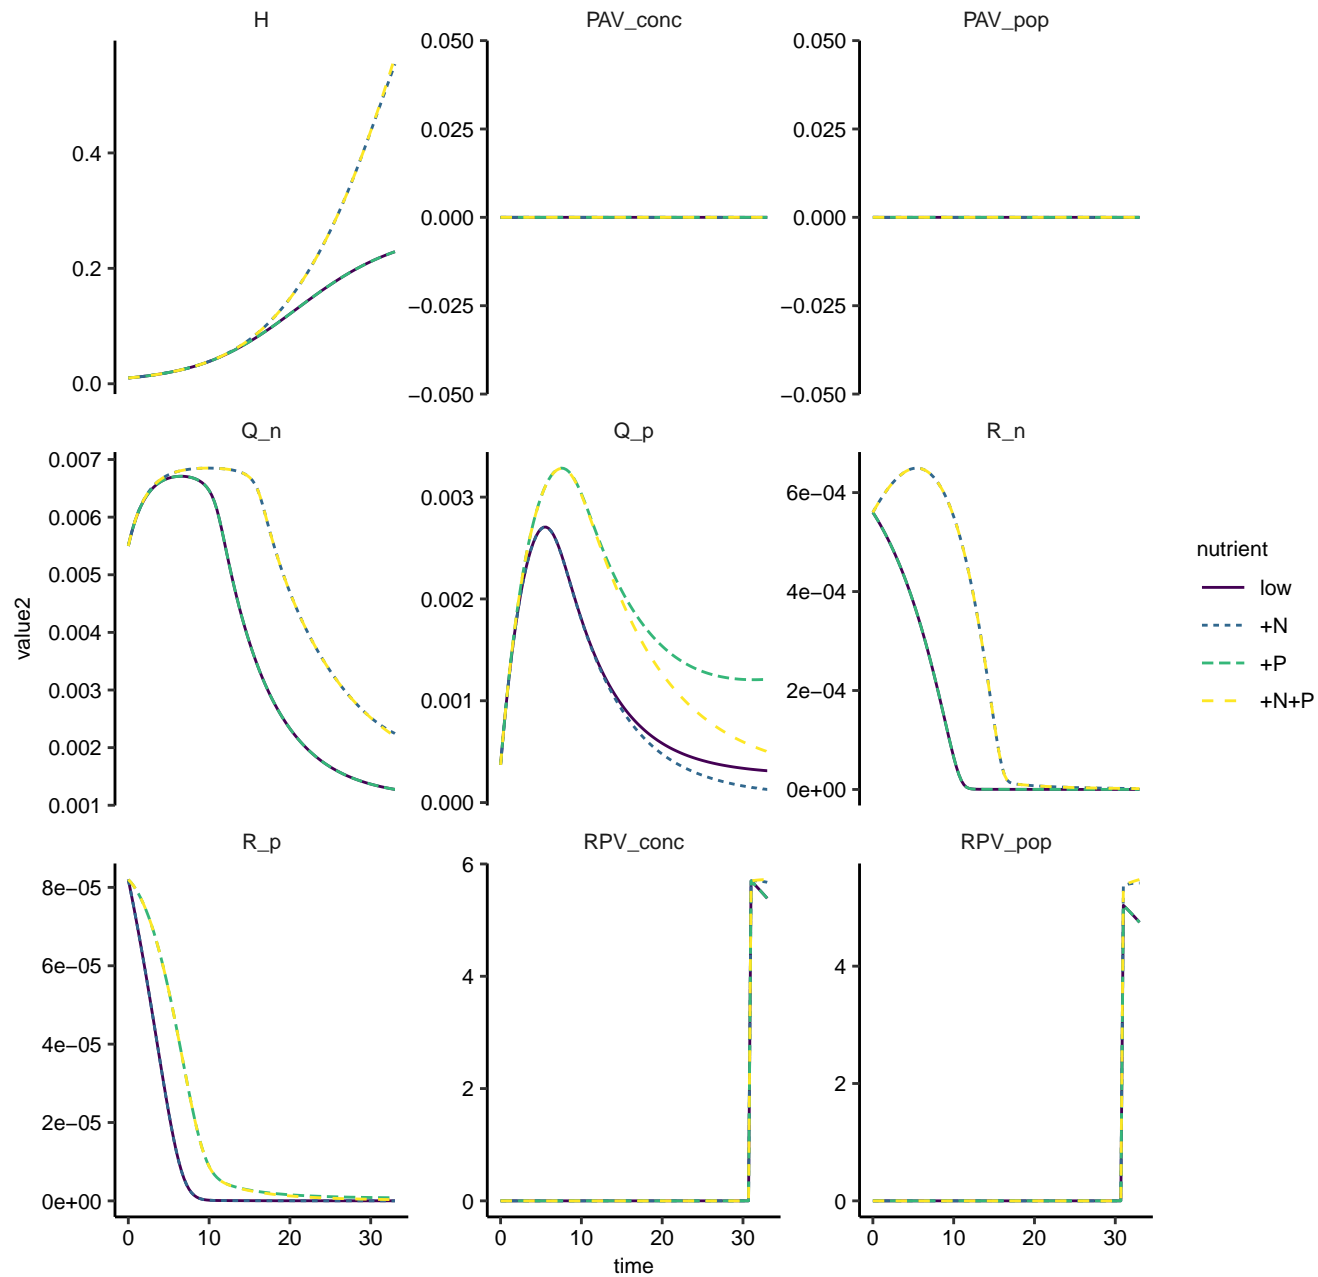 H
PAV_conc
PAV_pop
0.4
0.2
0.0
0.050
0.025
0.000
−0.025
−0.050
0.050
0.025
0.000
−0.025
−0.050
Q_n
Q_p
R_n
0.007
0.006
0.005
0.004
0.003
0.002
0.001
0.003
0.002
0.001
0.000
6e−04
4e−04
2e−04
0e+00
value2
nutrient
low
+N
+P
+N+P
R_p
RPV_conc
RPV_pop
8e−05
6e−05
4e−05
2e−05
0e+00
6
4
2
0
4
2
0
0 10 20 30
0 10 20 30
0 10 20 30
time